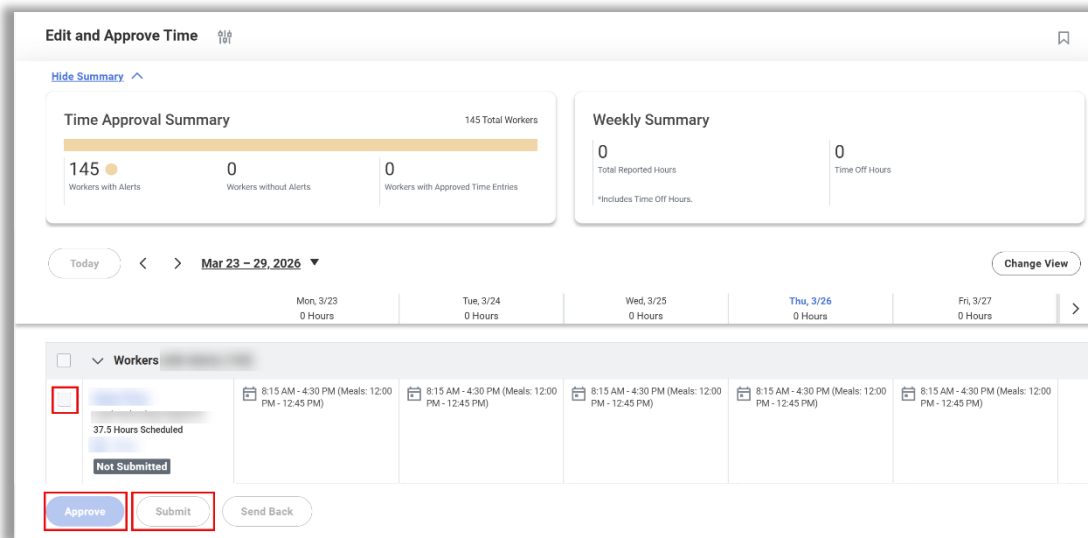 Edit and Approve Time
Hide Summary
Time Approval Summary
145 Total Workers
145
0
0
Workers with Alerts
Workers without Alerts
Workers with Approved Time Entries
Weekly Summary
0
0
Total Reported Hours
Time Off Hours
*Includes Time Off Hours.
Today
Mar 23 – 29, 2026
Change View
Mon, 3/23
Tue, 3/24
Wed, 3/25
Thu, 3/26
Fri, 3/27
0 Hours
0 Hours
0 Hours
0 Hours
0 Hours
Workers
8:15 AM - 4:30 PM (Meals: 12:00
PM - 12:45 PM)
8:15 AM - 4:30 PM (Meals: 12:00
PM - 12:45 PM)
8:15 AM - 4:30 PM (Meals: 12:00
PM - 12:45 PM)
8:15 AM - 4:30 PM (Meals: 12:00
PM - 12:45 PM)
8:15 AM - 4:30 PM (Meals: 12:00
PM - 12:45 PM)
37.5 Hours Scheduled
Not Submitted
Approve
Submit
Send Back